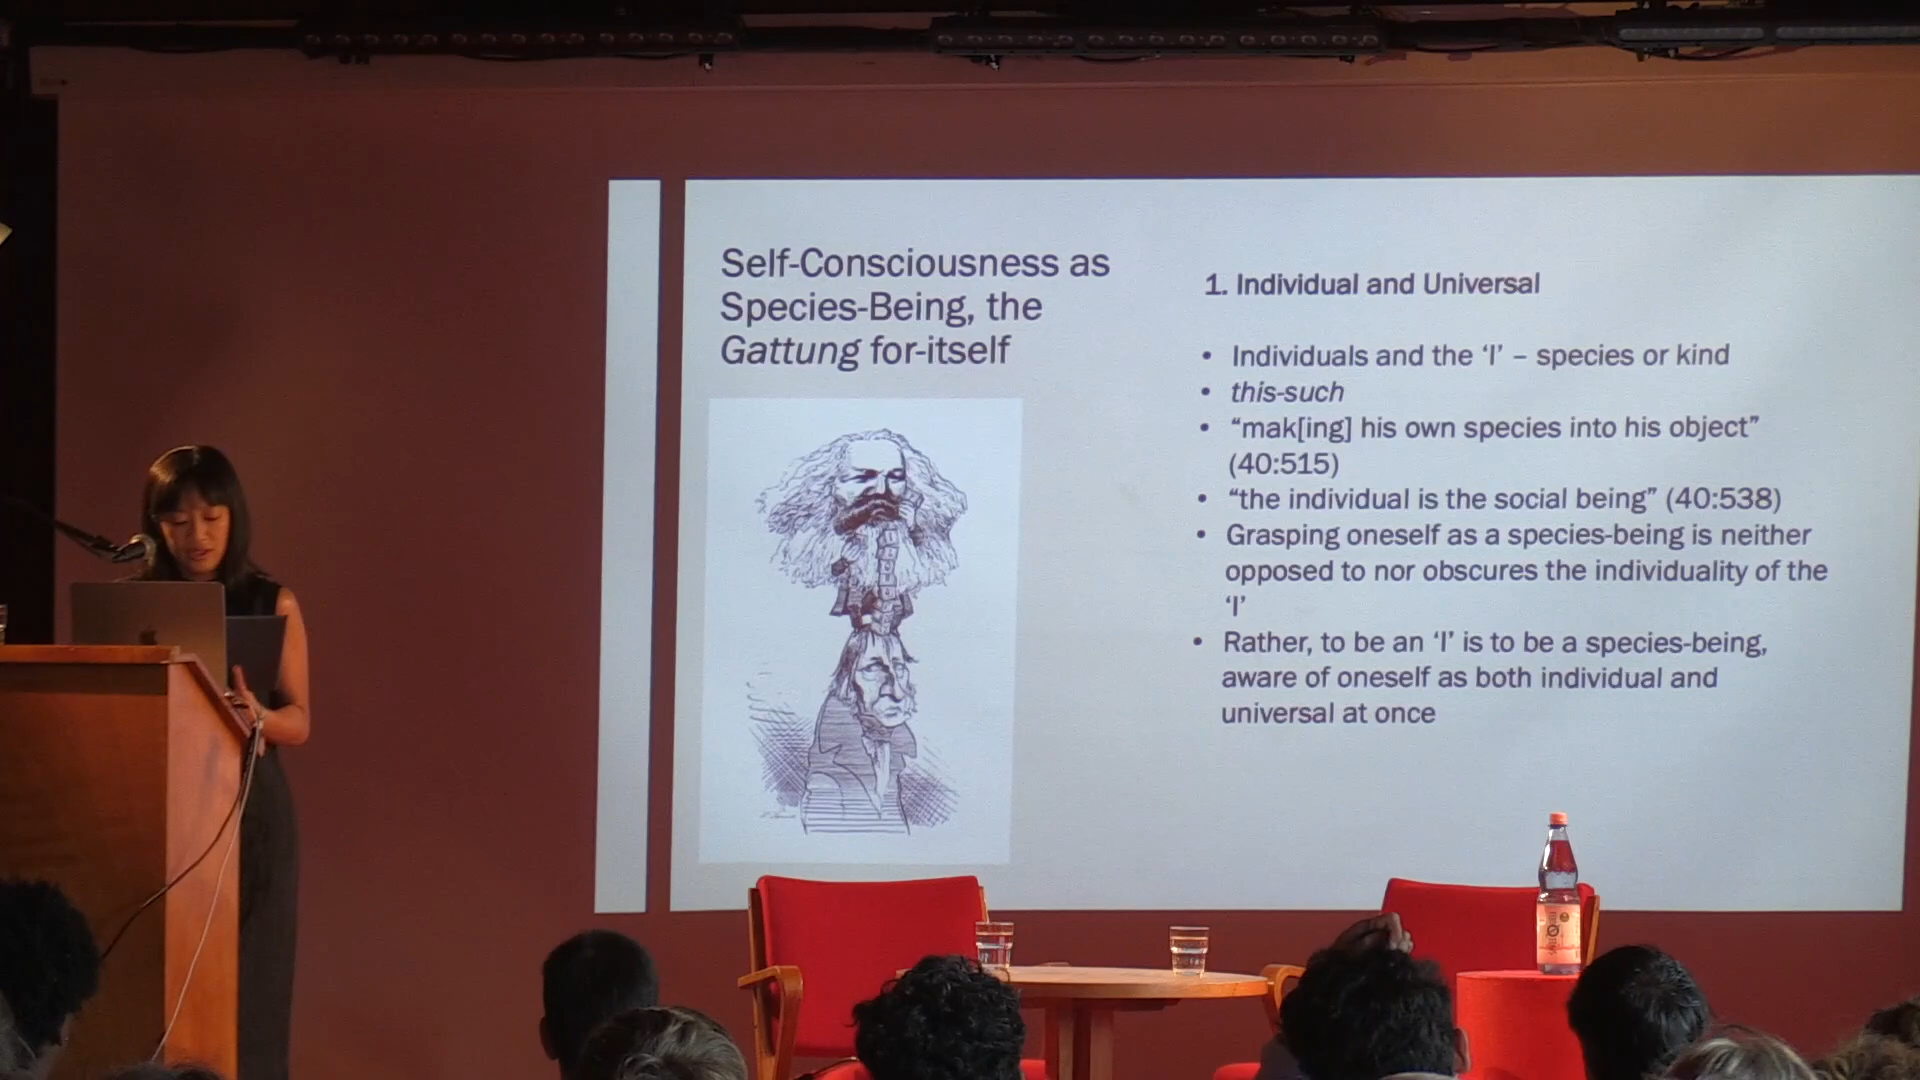 Self-Consciousness as
Species-Being, the
Gattung for-itself
1. Individual and Universal
• Individuals and the ‘I’ – species or kind
• this-such
• “mak[ing] his own species into his object”
(40:515)
• “the individual is the social being” (40:538)
• Grasping oneself as a species-being is neither
opposed to nor obscures the individuality of the
‘I’
• Rather, to be an ‘I’ is to be a species-being,
aware of oneself as both individual and
universal at once